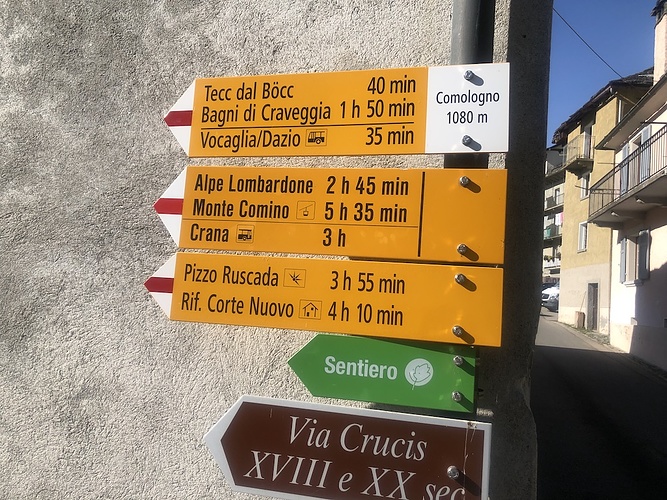 Tecc dal Böcc 40 min
Bagni di Craveggia 1 h 50 min
Vocaglia/Dazio 35 min
Comologno
1080 m
Alpe Lombardone 2 h 45 min
Monte Comino 5 h 35 min
Crana 3 h
Pizzo Ruscada 3 h 55 min
Rif. Corte Nuovo 4 h 10 min
Sentiero
Via Crucis
XVIII e XX sec